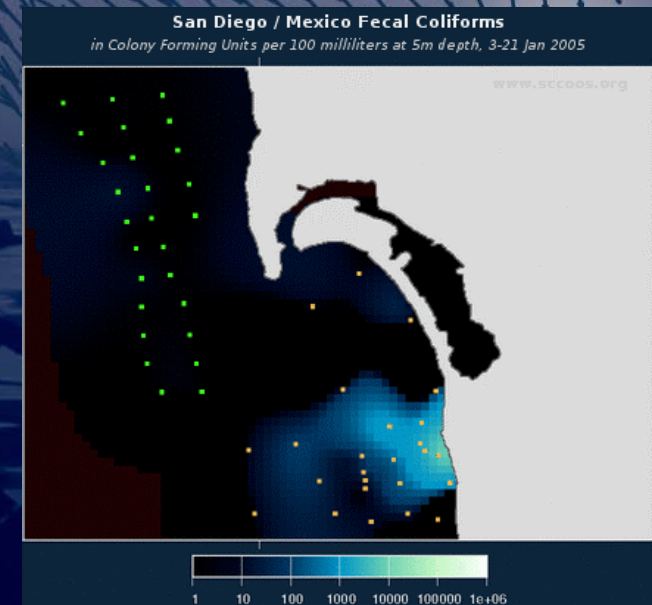 San Diego / Mexico Fecal Coliforms
in Colony Forming Units per 100 milliliters at 5m depth, 3-21 Jan 2005
www.sccoos.org
1 10 100 1000 10000 100000 1e+06